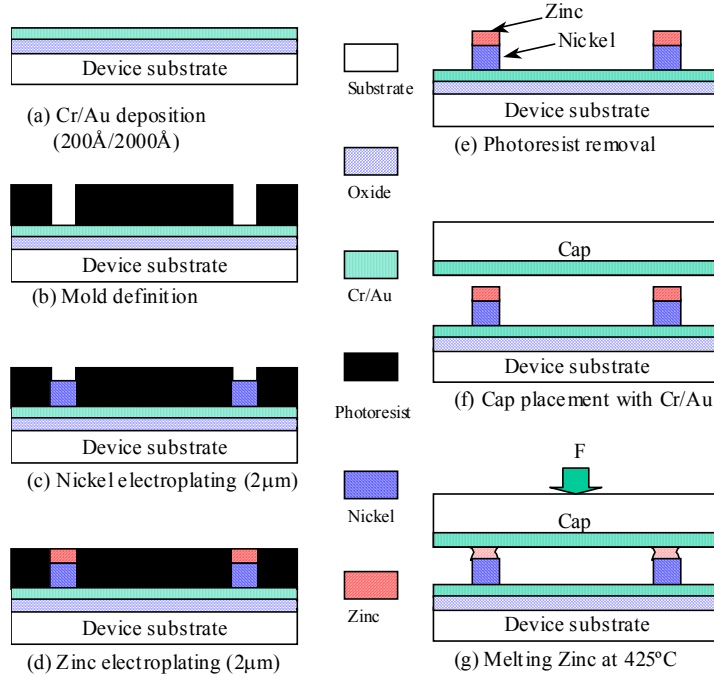 Device substrate
(a) Cr/Au deposition
(200Å/2000Å)
Device substrate
(b) Mold definition
Device substrate
(c) Nickel electroplating (2μm)
Device substrate
(d) Zinc electroplating (2μm)
Substrate
Oxide
Cr/Au
Photoresist
Nickel
Zinc
Zinc
Nickel
Device substrate
(e) Photoresist removal
Cap
Device substrate
(f) Cap placement with Cr/Au
F
Cap
Device substrate
(g) Melting Zinc at 425ºC